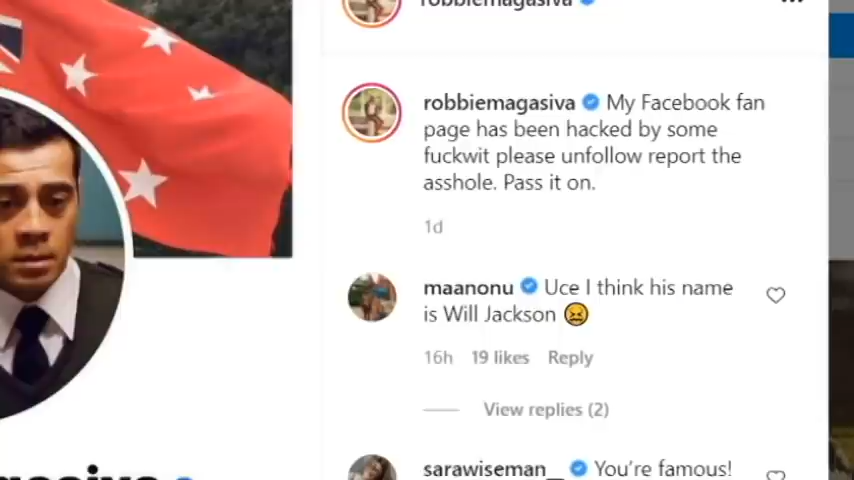 robbiemagasiva
robbiemagasiva My Facebook fan
page has been hacked by some
fuckwit please unfollow report the
asshole. Pass it on.
1d
maanonu Uce I think his name
is Will Jackson 😖
16h 19 likes Reply
View replies (2)
sarawiseman_ You're famous!